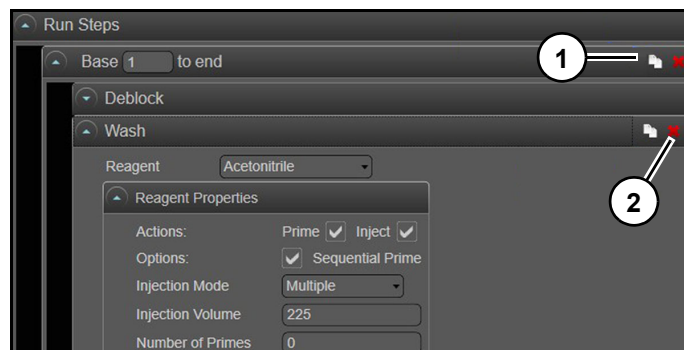 Run Steps
Base 1 to end
1
Deblock
Wash
Reagent Acetonitrile
2
Reagent Properties
Actions: Prime Inject
Options: Sequential Prime
Injection Mode Multiple
Injection Volume 225
Number of Primes 0